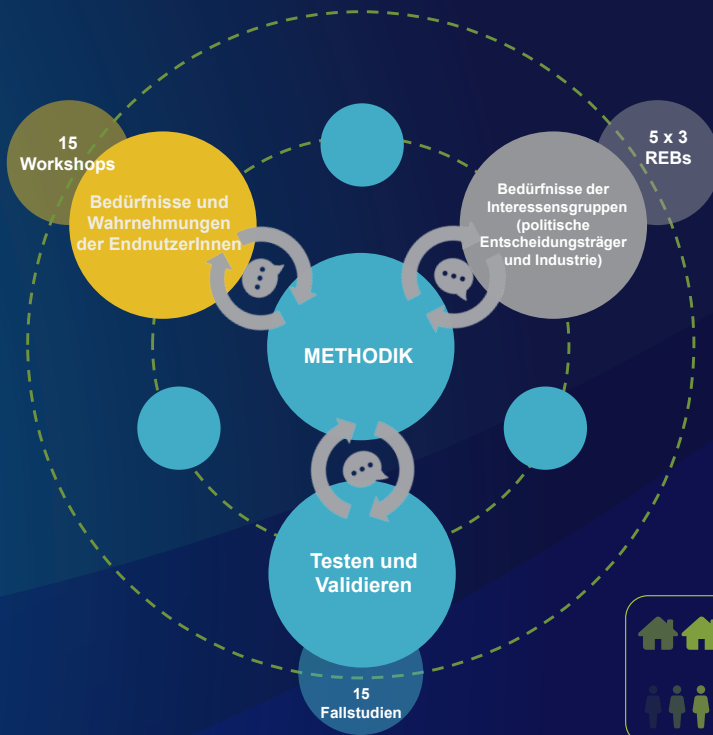 15
Workshops
Bedürfnisse und
Wahrnehmungen
der EndnutzerInnen
5 x 3
REBs
Bedürfnisse der
Interessensgruppen
(politische
Entscheidungsträger
und Industrie)
METHODIK
Testen und
Validieren
15
Fallstudien